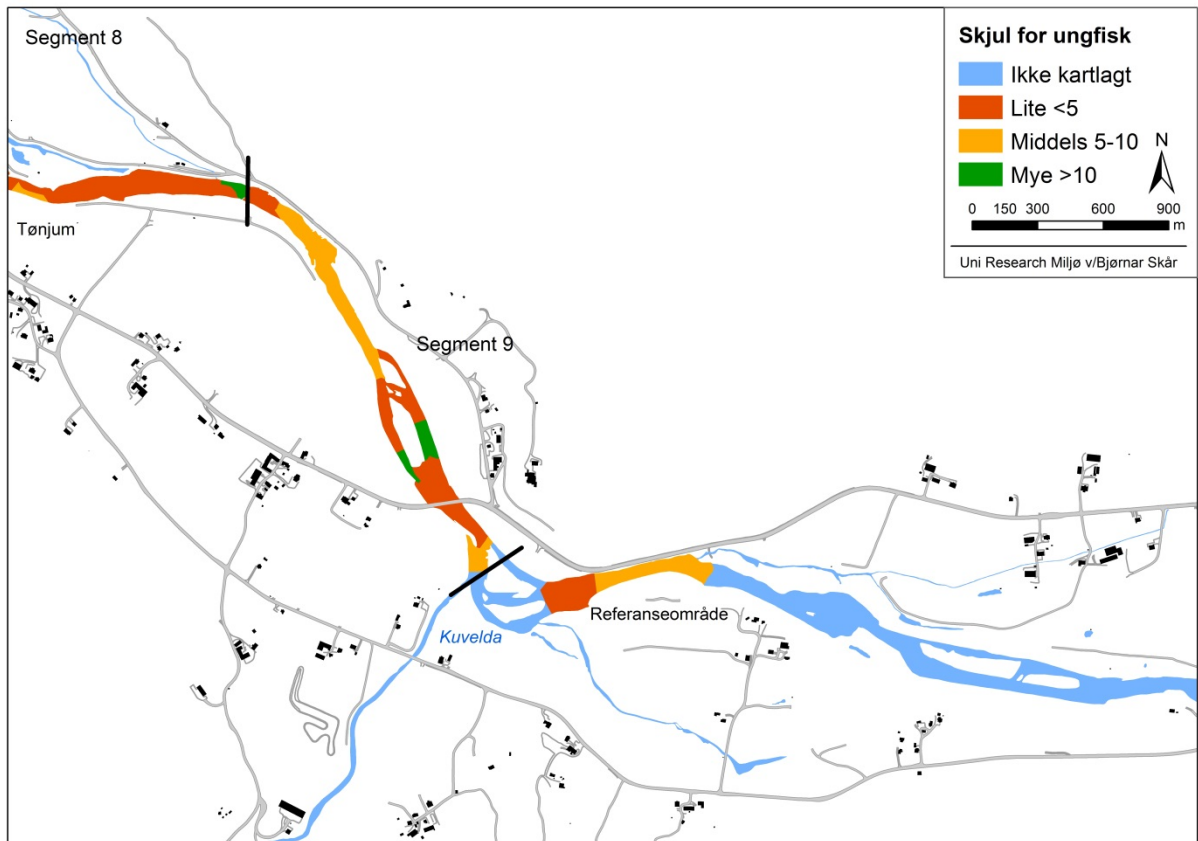 Segment 8
Skjul for ungfisk
Ikke kartlagt
Lite <5
Middels 5-10
Mye >10
N
0 150 300 600 900
m
Uni Research Miljø v/Bjørnar Skår
Tønjum
Segment 9
Referanseområde
Kuvelda